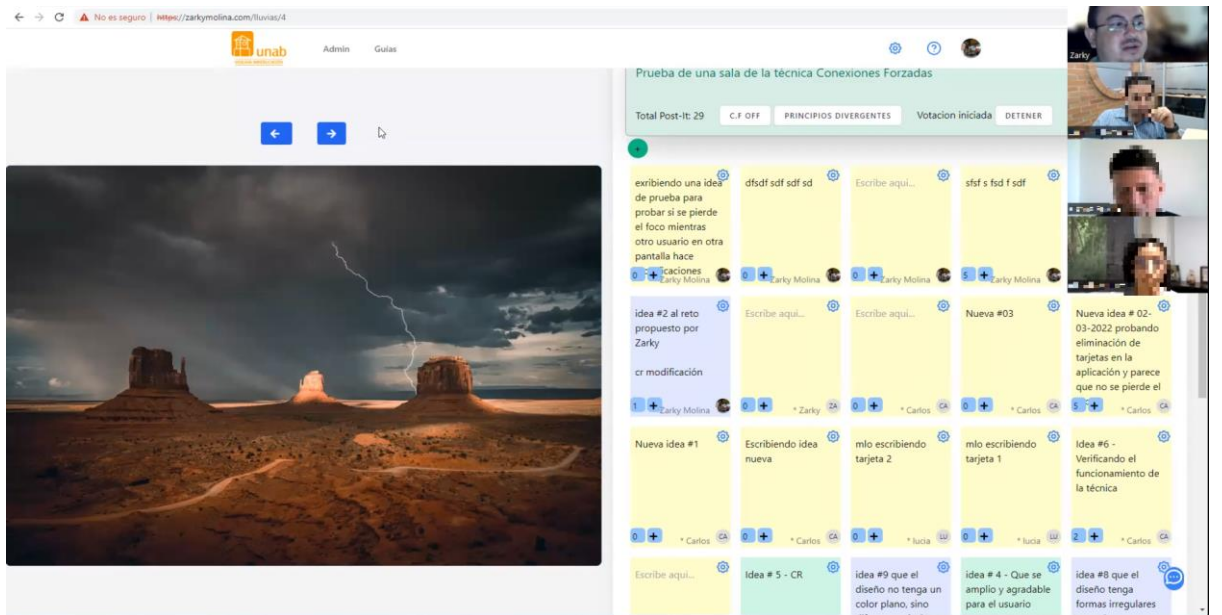 No es seguro | https://zarkymolina.com/lluvias/4
unab
Admin Guías
Zarky
Prueba de una sala de la técnica Conexiones Forzadas
Total Post-It: 29 C.F OFF PRINCIPIOS DIVERGENTES Votacion iniciada DETENER
exribiendo una idea
de prueba para
probar si se pierde
el foco mientras
otro usuario en otra
pantalla hace
0 + Zarky Molina
dfsdf sdf sdf sd
0 + Zarky Molina
Escribe aqui...
0 + Zarky Molina
sfsf s fsd f sdf
5 + Zarky Molina
idea #2 al reto
propuesto por
Zarky
cr modificación
1 + Zarky Molina
Escribe aqui...
0 + * Zarky ZA
Escribe aqui...
0 + * Carlos CA
Nueva #03
0 + * Carlos CA
Nueva idea # 02-
03-2022 probando
eliminación de
tarjetas en la
aplicación y parece
que no se pierde el
5 + * Carlos CA
Nueva idea #1
0 + * Carlos CA
Escribiendo idea
nueva
0 + * Carlos CA
mlo escribiendo
tarjeta 2
0 + * lucia LU
mlo escribiendo
tarjeta 1
0 + * lucia LU
Idea #6 -
Verificando el
funcionamiento de
la técnica
2 + * Carlos CA
Escribe aqui...
Idea # 5 - CR
idea #9 que el
diseño no tenga un
color plano, sino
idea # 4 - Que se
amplio y agradable
para el usuario
idea #8 que el
diseño tenga
formas irregulares